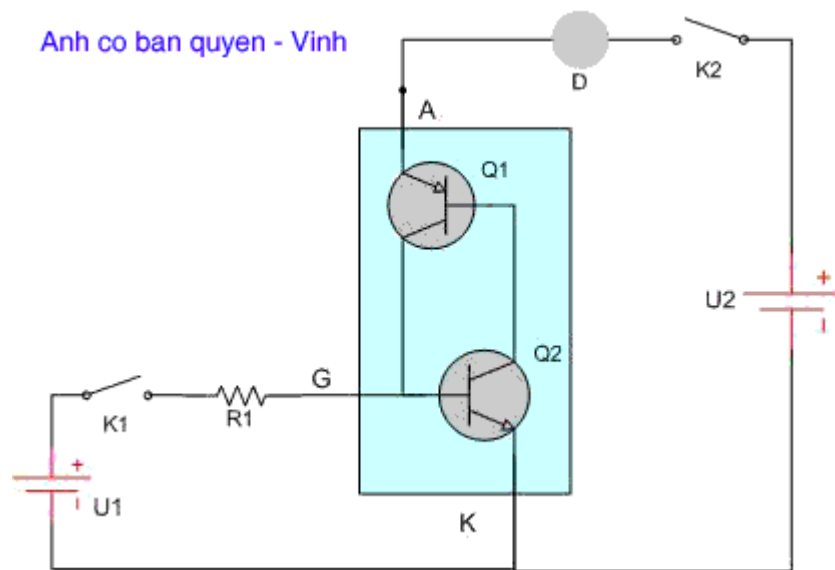 Anh co ban quyen - Vinh
D
K2
A
Q1
+
U2
-
Q2
G
K1
R1
+
U1
-
K